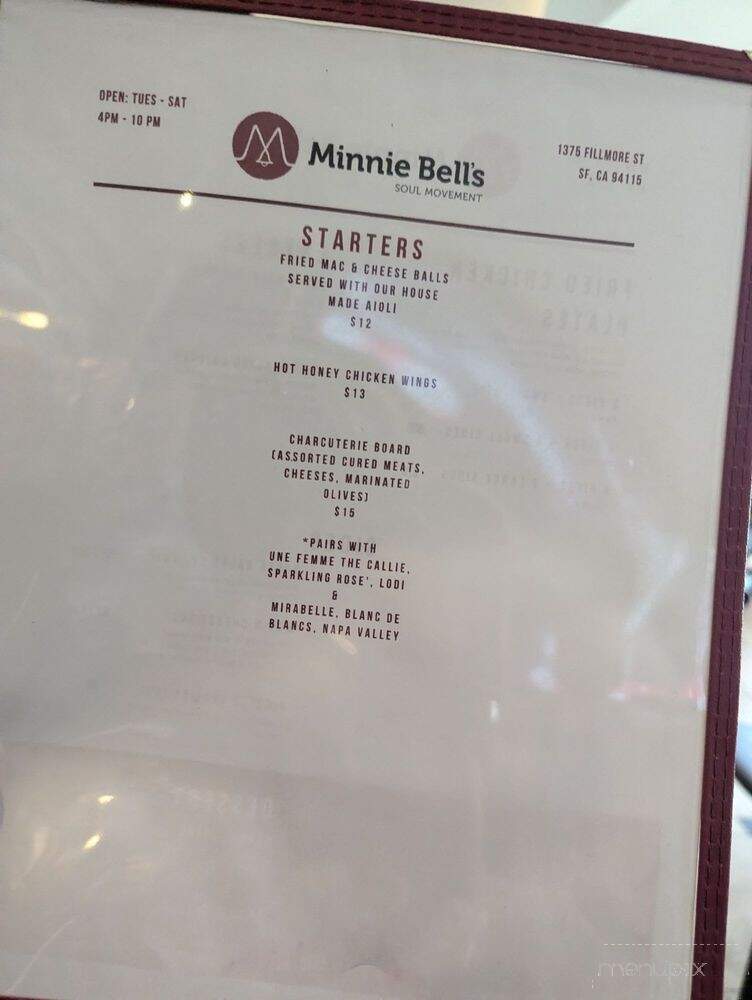 OPEN: TUES - SAT
4PM - 10 PM
Minnie Bell's
SOUL MOVEMENT
1375 FILLMORE ST
SF, CA 94115
STARTERS
FRIED MAC & CHEESE BALLS
SERVED WITH OUR HOUSE
MADE AIOLI
$12
HOT HONEY CHICKEN WINGS
$13
CHARCUTERIE BOARD
(ASSORTED CURED MEATS,
CHEESES, MARINATED
OLIVES)
$15
*PAIRS WITH
UNE FEMME THE CALLIE,
SPARKLING ROSE', LODI
&
MIRABELLE, BLANC DE
BLANCS, NAPA VALLEY
menupix